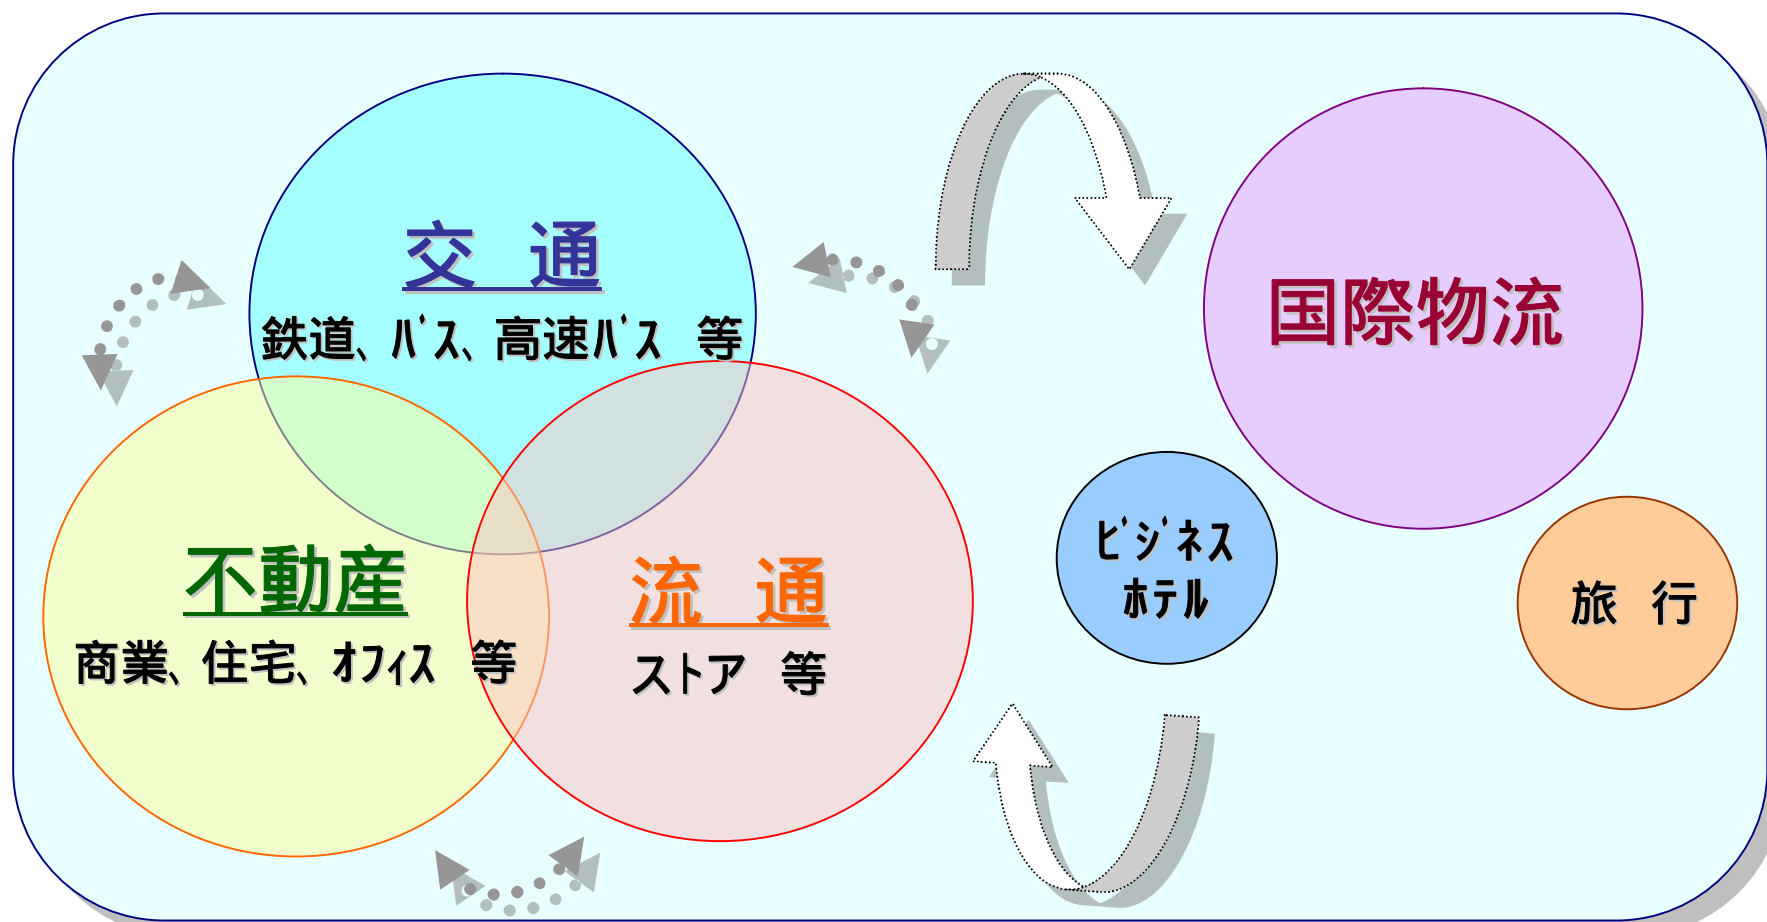 交　通
鉄道、ﾊﾞｽ、高速ﾊﾞｽ　等
国際物流
不動産
商業、住宅、ｵﾌｨｽ　等
流　通
ストア　等
ﾋﾞｼﾞﾈｽ
ﾎﾃﾙ
旅　行